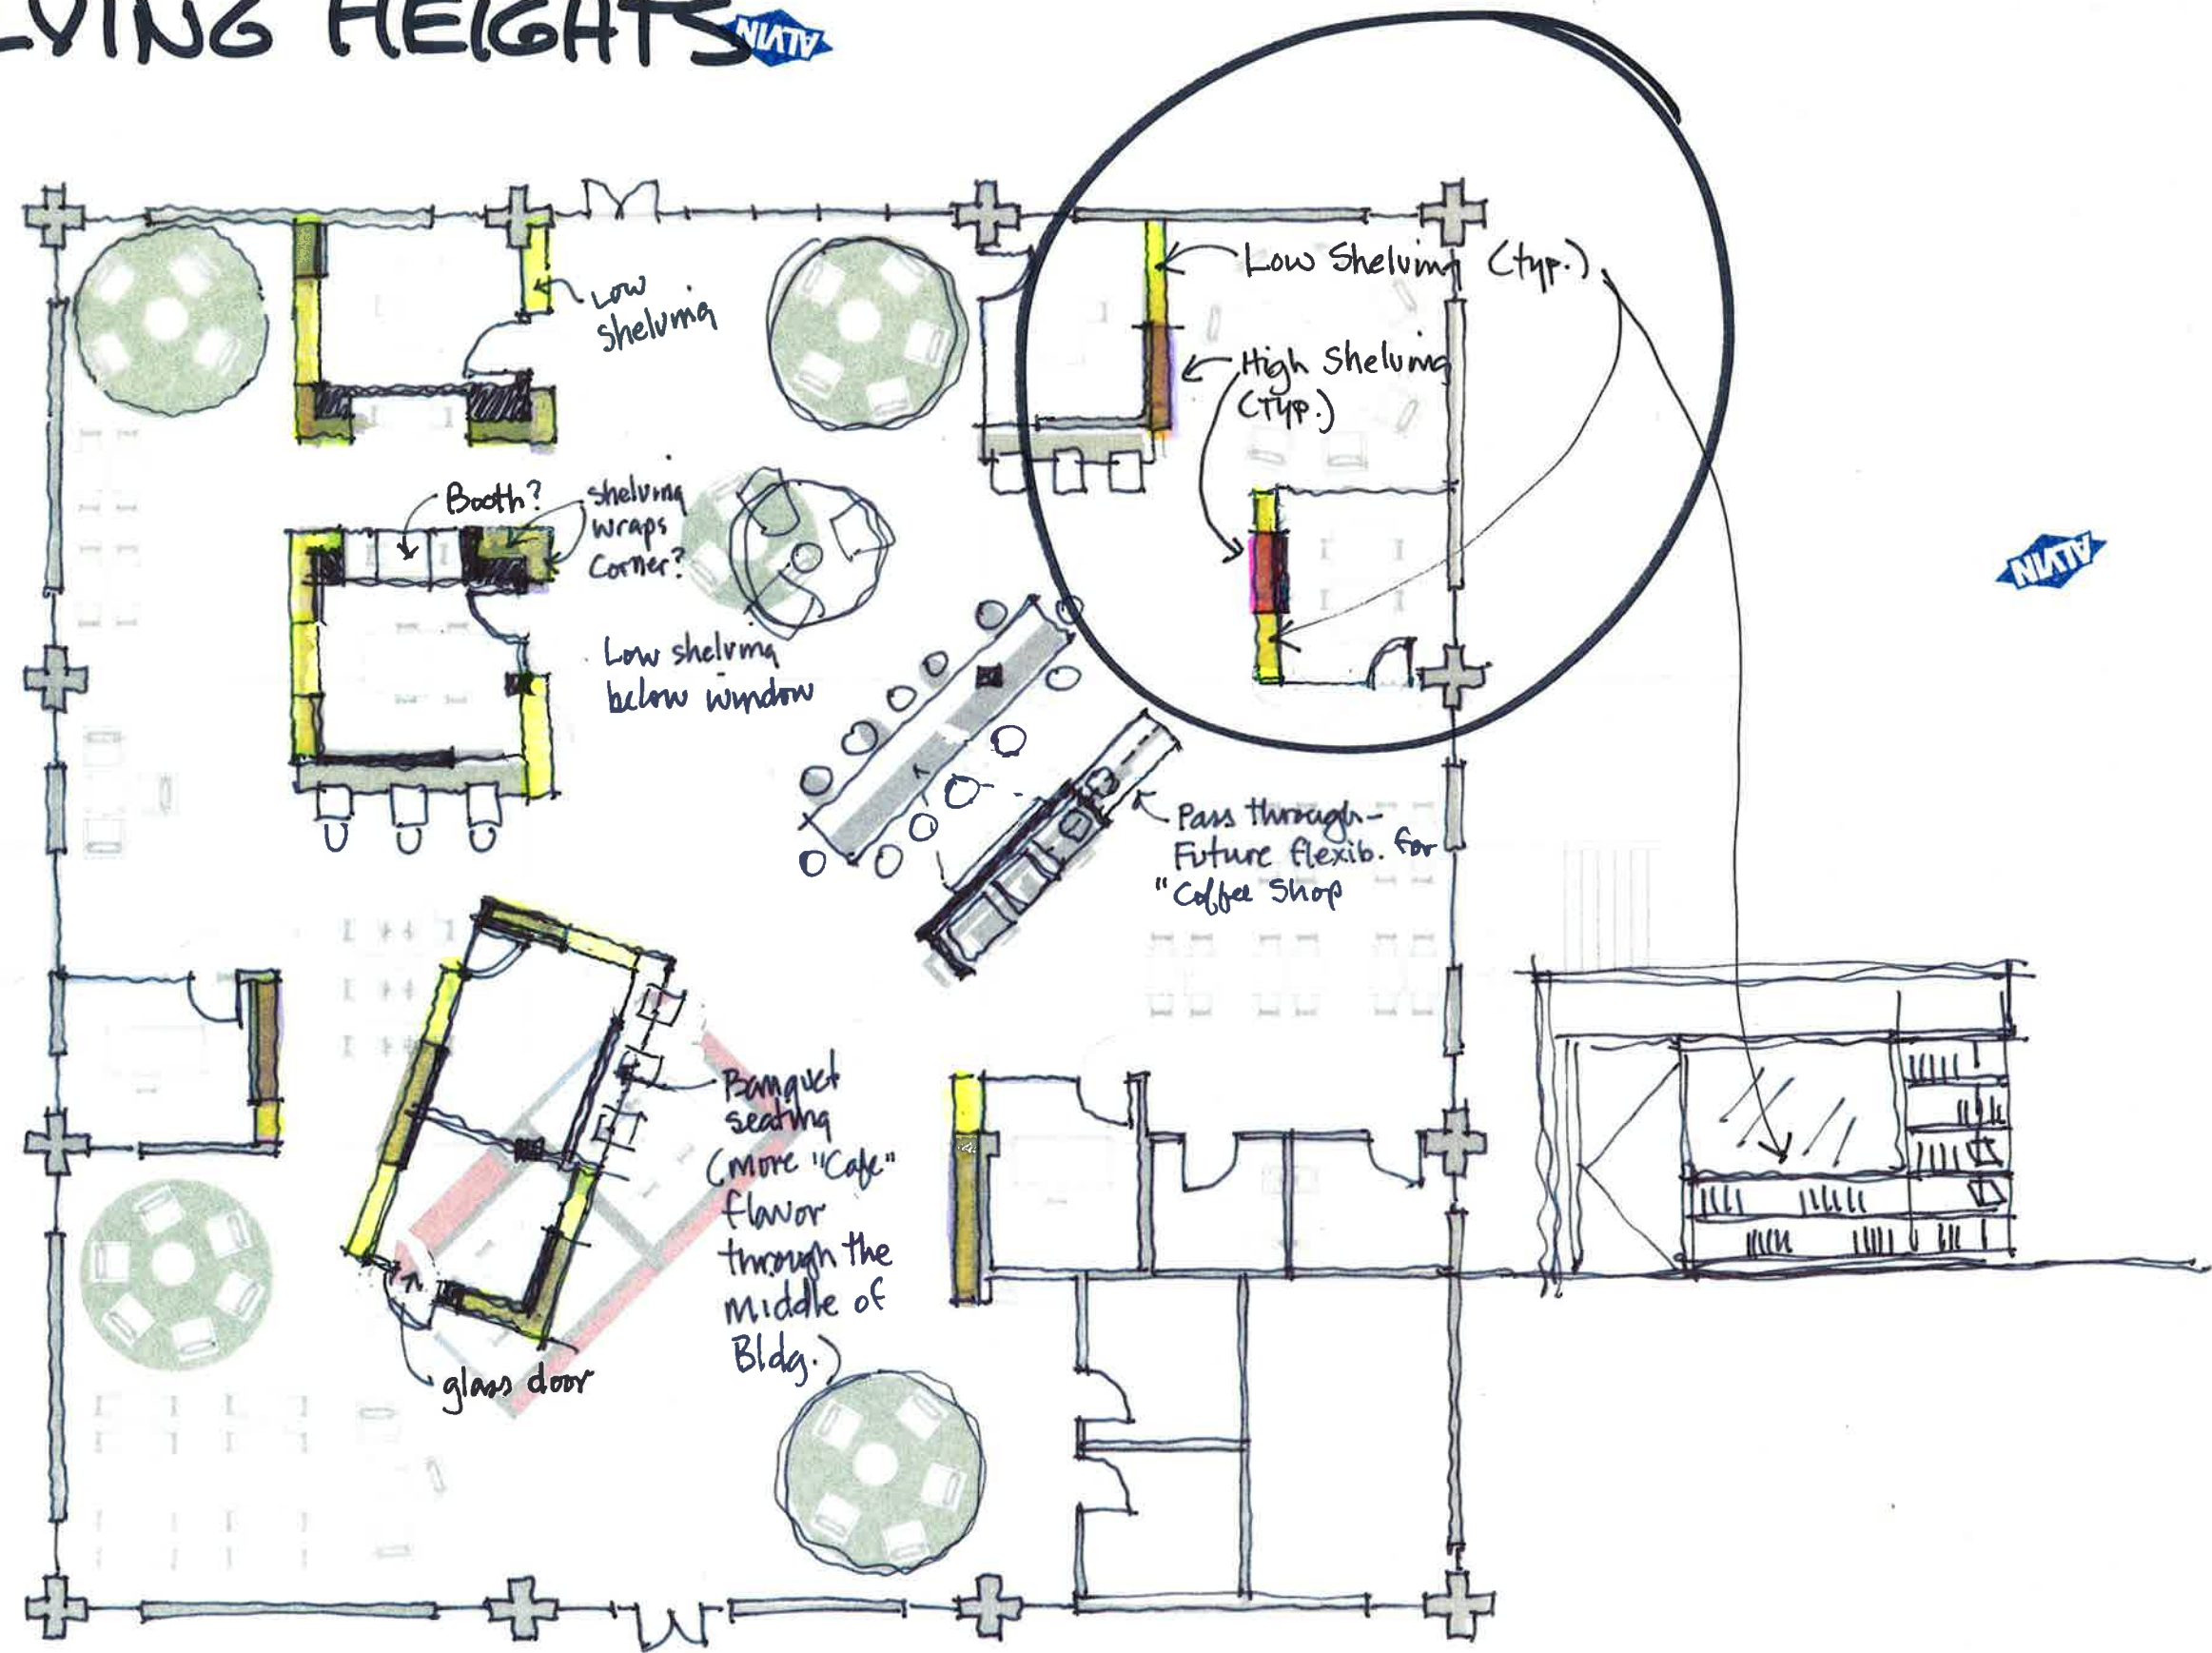 LVING HEIGHTS
ALVIN
Low Shelving (typ.)
Low
shelving
High Shelving
(TYP.)
Booth?
shelving
wraps
corner?
ALVIN
Low shelving
below window
Pass through-
Future flexib. for
"Coffee Shop
Banquet
seating
(more "Cafe"
flavor
through the
middle of
Bldg.)
glass door